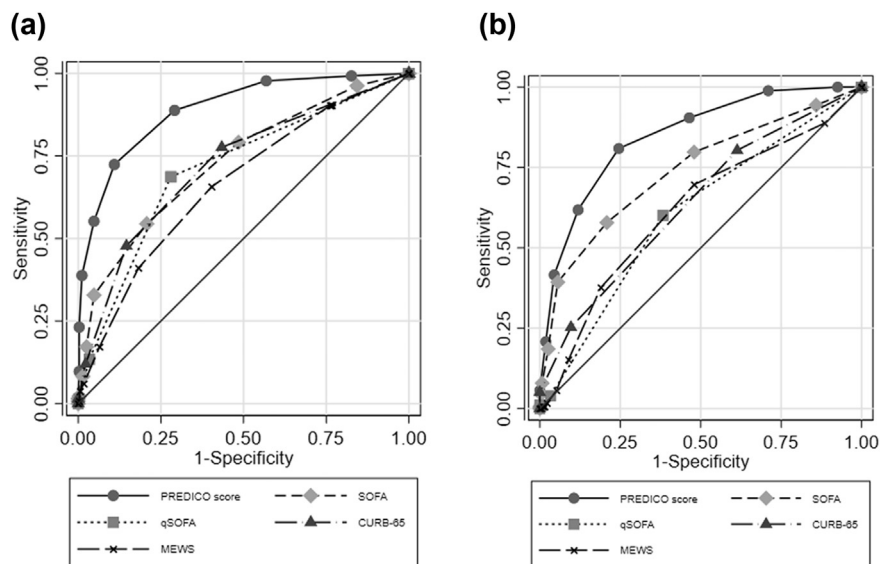 (a)
(b)
Sensitivity
1.00
0.75
0.50
0.25
0.00
0.00 0.25 0.50 0.75 1.00
1-Specificity
PREDICO score SOFA
qSOFA CURB-65
MEWS
Sensitivity
1.00
0.75
0.50
0.25
0.00
0.00 0.25 0.50 0.75 1.00
1-Specificity
PREDICO score SOFA
qSOFA CURB-65
MEWS